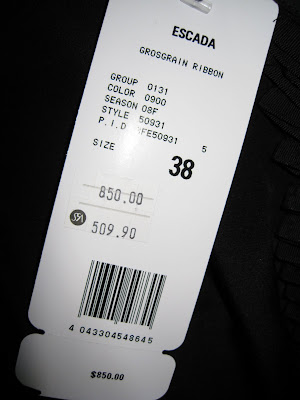 ESCADA
GROSGRAIN RIBBON
GROUP 0131
COLOR 0900
SEASON 08F
STYLE 50931 5
P.I.D FE50931
SIZE 38
850.00
509.90
4 043304548645
$850.00